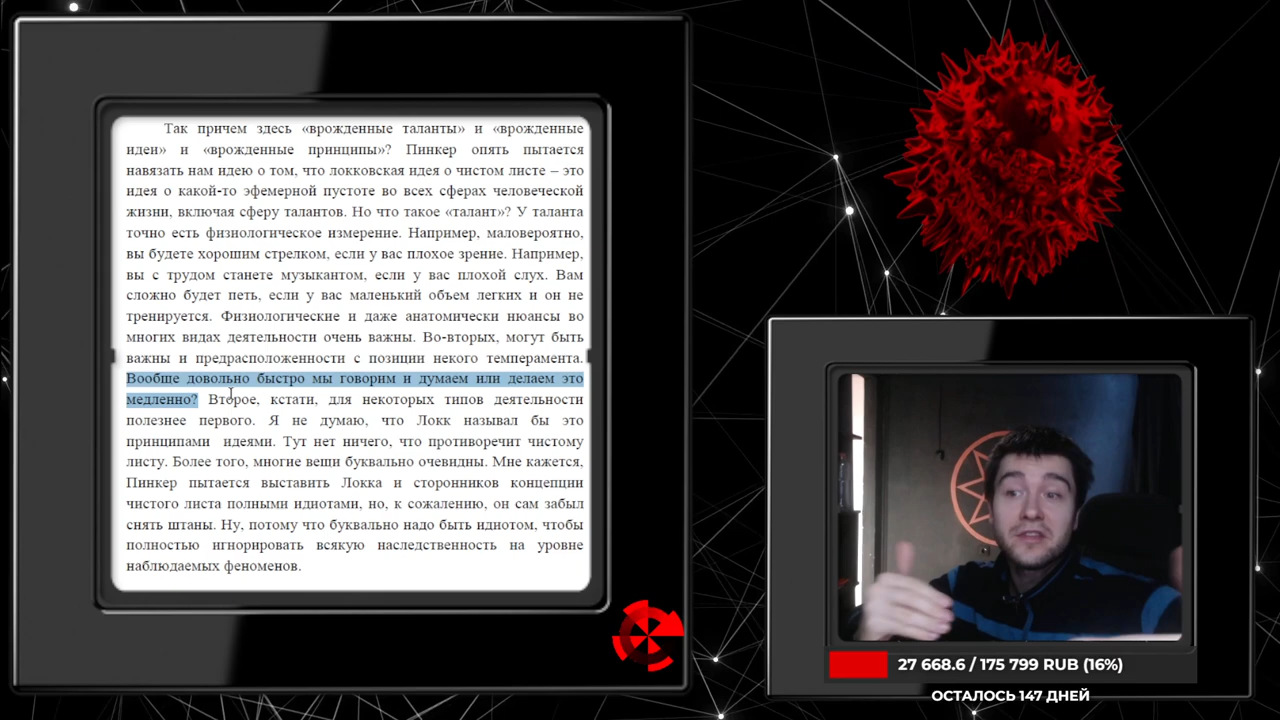 Так причем здесь «врожденные таланты» и «врожденные
идеи» и «врожденные принципы»? Пинкер опять пытается
навязать нам идею о том, что локковская идея о чистом листе – это
идея о какой-то эфемерной пустоте во всех сферах человеческой
жизни, включая сферу талантов. Но что такое «талант»? У таланта
точно есть физиологическое измерение. Например, маловероятно,
вы будете хорошим стрелком, если у вас плохое зрение. Например,
вы с трудом станете музыкантом, если у вас плохой слух. Вам
сложно будет петь, если у вас маленький объем легких и он не
тренируется. Физиологические и даже анатомически нюансы во
многих видах деятельности очень важны. Во-вторых, могут быть
важны и предрасположенности с позиции некого темперамента.
Вообще довольно быстро мы говорим и думаем или делаем это
медленно? Второе, кстати, для некоторых типов деятельности
полезнее первого. Я не думаю, что Локк называл бы это
принципами идеями. Тут нет ничего, что противоречит чистому
листу. Более того, многие вещи буквально очевидны. Мне кажется,
Пинкер пытается выставить Локка и сторонников концепции
чистого листа полными идиотами, но, к сожалению, он сам забыл
снять штаны. Ну, потому что буквально надо быть идиотом, чтобы
полностью игнорировать всякую наследственность на уровне
наблюдаемых феноменов.
27 668.6 / 175 799 RUB (16%)
ОСТАЛОСЬ 147 ДНЕЙ